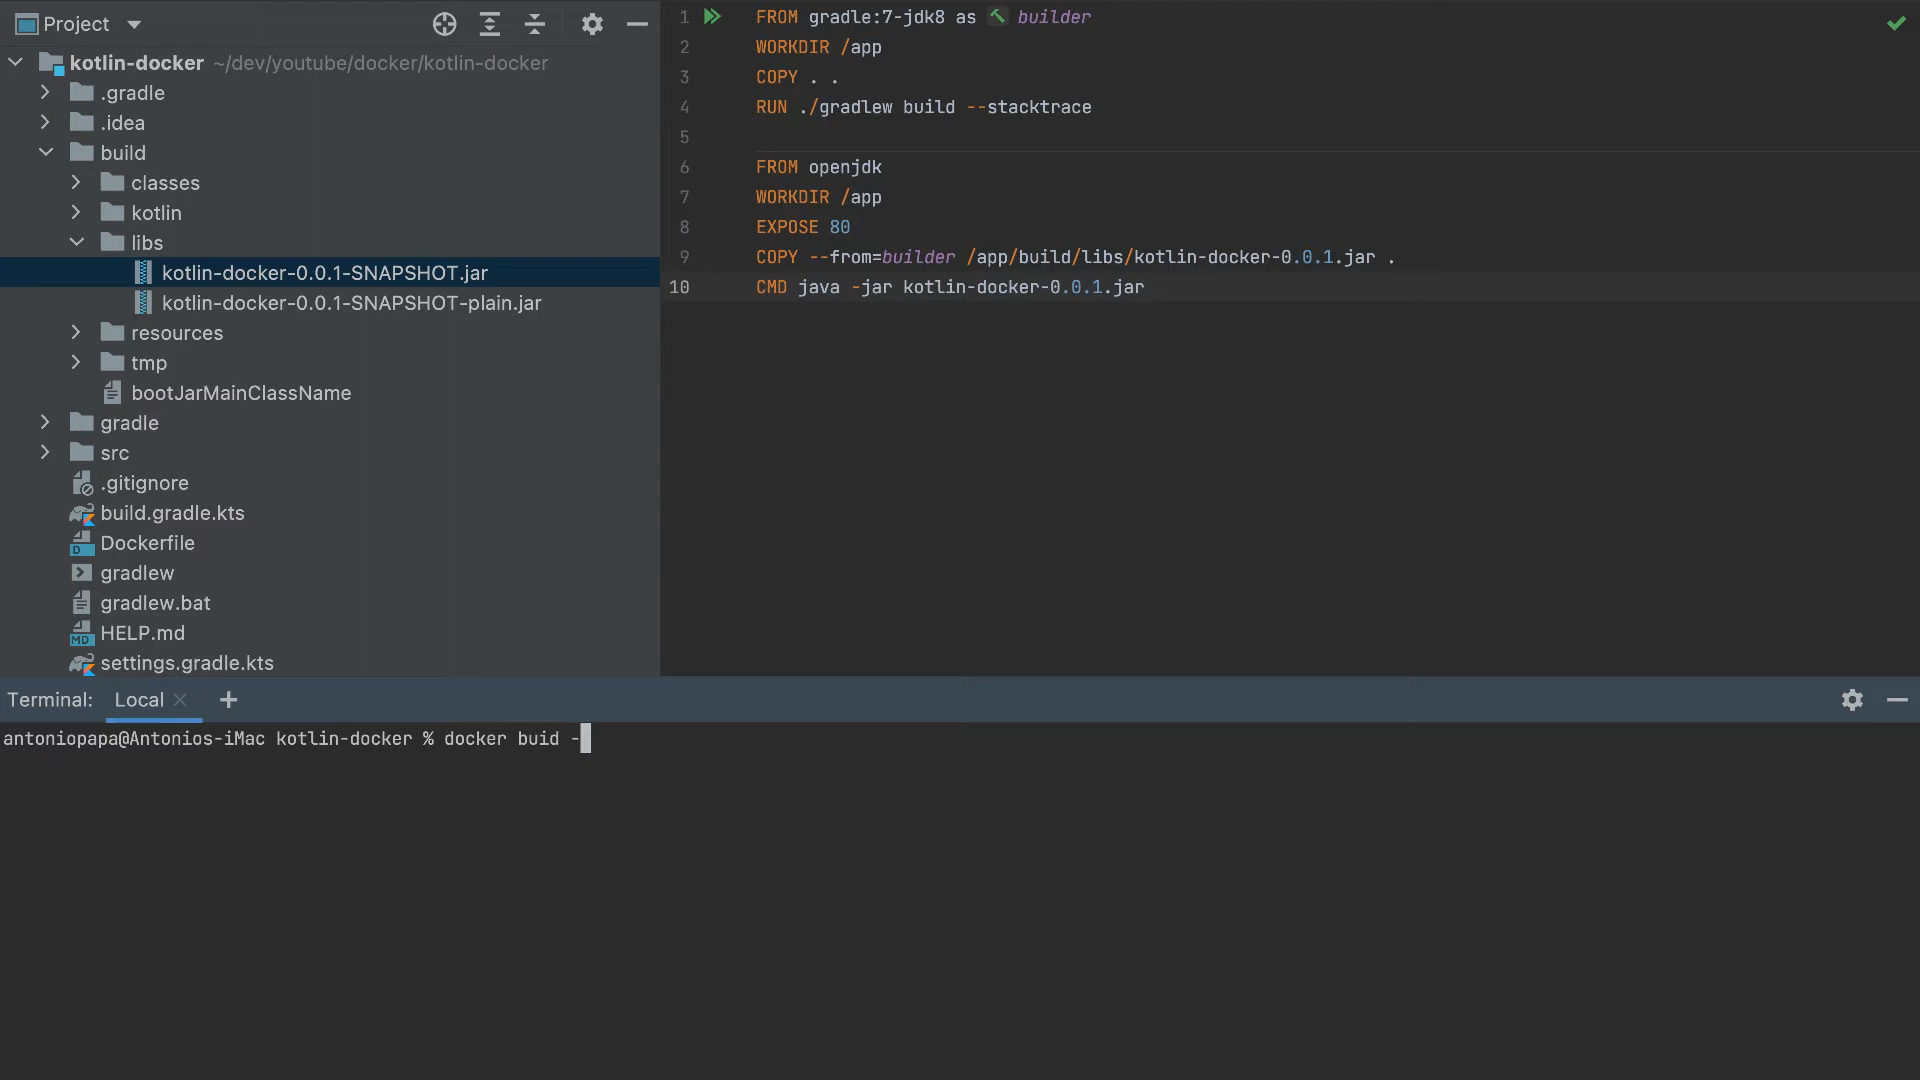 Project
kotlin-docker ~/dev/youtube/docker/kotlin-docker
.gradle
.idea
build
classes
kotlin
libs
kotlin-docker-0.0.1-SNAPSHOT.jar
kotlin-docker-0.0.1-SNAPSHOT-plain.jar
resources
tmp
bootJarMainClassName
gradle
src
.gitignore
build.gradle.kts
Dockerfile
gradlew
gradlew.bat
HELP.md
settings.gradle.kts
1 FROM gradle:7-jdk8 as builder
2 WORKDIR /app
3 COPY . .
4 RUN ./gradlew build --stacktrace
5
6 FROM openjdk
7 WORKDIR /app
8 EXPOSE 80
9 COPY --from=builder /app/build/libs/kotlin-docker-0.0.1.jar .
10 CMD java -jar kotlin-docker-0.0.1.jar
Terminal: Local
antoniopapa@Antonios-iMac kotlin-docker % docker buid -